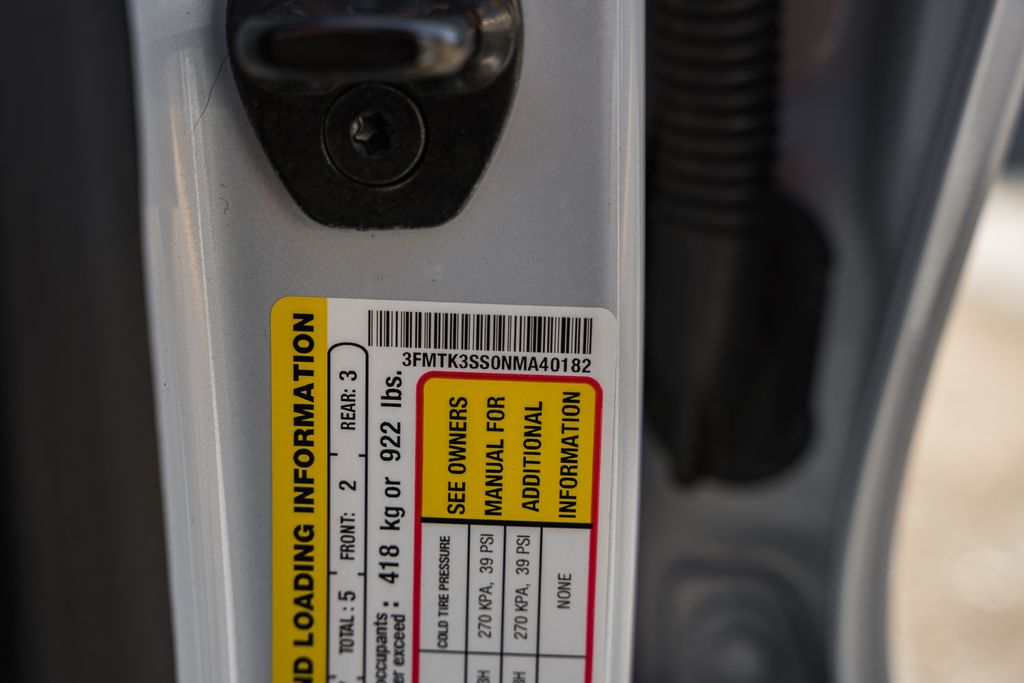 3FMTK3SS0NMA40182
ND LOADING INFORMATION
TOTAL : 5 FRONT: 2 REAR: 3
occupants
er exceed : 418 kg or 922 lbs.
COLD TIRE PRESSURE
270 KPA, 39 PSI
270 KPA, 39 PSI
NONE
SEE OWNERS
MANUAL FOR
ADDITIONAL
INFORMATION